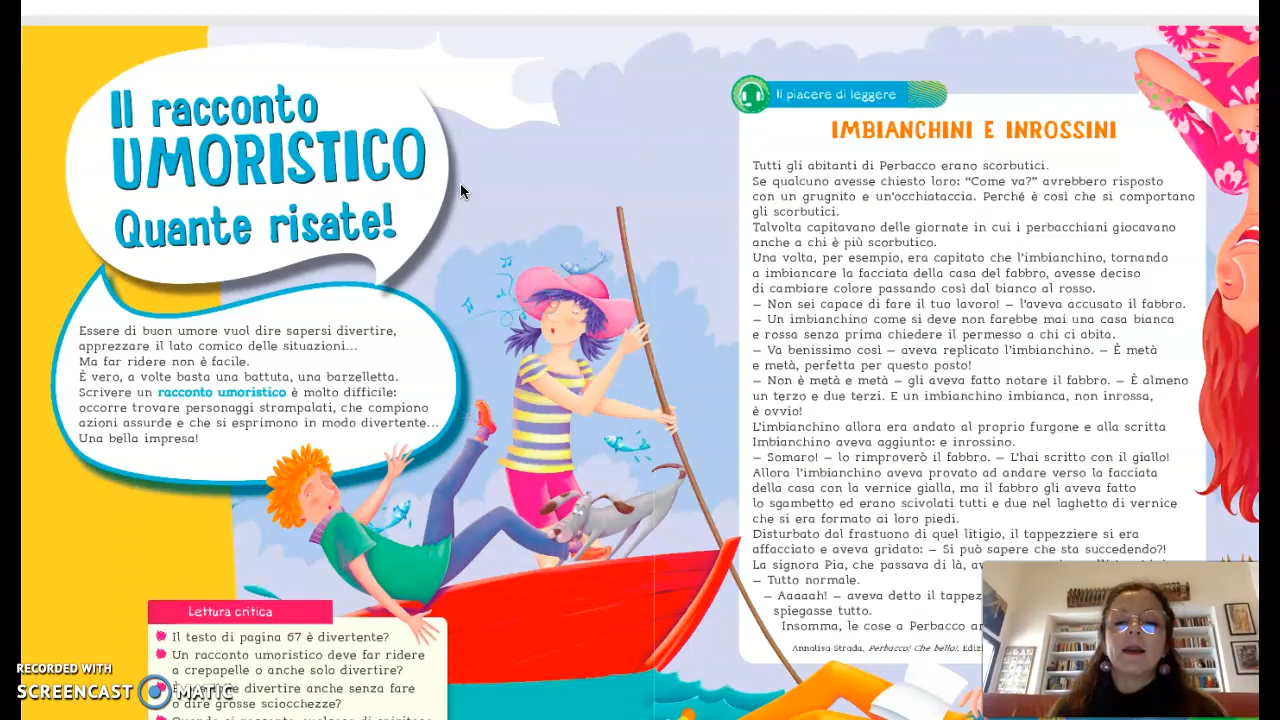 Il racconto
UMORISTICO
Quante risate!
Essere di buon umore vuol dire sapersi divertire,
apprezzare il lato comico delle situazioni...
Ma far ridere non è facile.
È vero, a volte basta una battuta, una barzelletta.
Scrivere un racconto umoristico è molto difficile:
occorre trovare personaggi strampalati, che compiono
azioni assurde e che si esprimono in modo divertente...
Una bella impresa!
Lettura critica
Il testo di pagina 67 è divertente?
Un racconto umoristico deve far ridere
a crepapelle o anche solo divertire?
divertire anche senza fare
o dire grosse sciocchezze?
RECORDED WITH
SCREENCAST MATIC
Il piacere di leggere
IMBIANCHINI E INROSSINI
Tutti gli abitanti di Perbacco erano scorbutici.
Se qualcuno avesse chiesto loro: “Come va?” avrebbero risposto
con un grugnito e un'occhiataccia. Perché è così che si comportano
gli scorbutici.
Talvolta capitavano delle giornate in cui i perbacchiani giocavano
anche a chi è più scorbutico.
Una volta, per esempio, era capitato che l'imbianchino, tornando
a imbiancare la facciata della casa del fabbro, avesse deciso
di cambiare colore passando così dal bianco al rosso.
– Non sei capace di fare il tuo lavoro! – l'aveva accusato il fabbro.
– Un imbianchino come si deve non farebbe mai una casa bianca
e rossa senza prima chiedere il permesso a chi ci abita.
– Va benissimo così – aveva replicato l'imbianchino. – È metà
e metà, perfetta per questo posto!
– Non è metà e metà – gli aveva fatto notare il fabbro. – È almeno
un terzo e due terzi. E un imbianchino imbianca, non inrossa,
è ovvio!
L'imbianchino allora era andato al proprio furgone e alla scritta
Imbianchino aveva aggiunto: e inrossino.
– Somaro! – lo rimproverò il fabbro. – L'hai scritto con il giallo!
Allora l'imbianchino aveva provato ad andare verso la facciata
della casa con la vernice gialla, ma il fabbro gli aveva fatto
lo sgambetto ed erano scivolati tutti e due nel laghetto di vernice
che si era formato ai loro piedi.
Disturbato dal frastuono di quel litigio, il tappezziere si era
affacciato e aveva gridato: – Si può sapere che sta succedendo?!
La signora Pia, che passava di là,
– Tutto normale.
– Aaaaah! – aveva detto il
spiegasse tutto.
Insomma, le cose a Perbacco
Annalisa Strada, Perbacco! Che bello!,